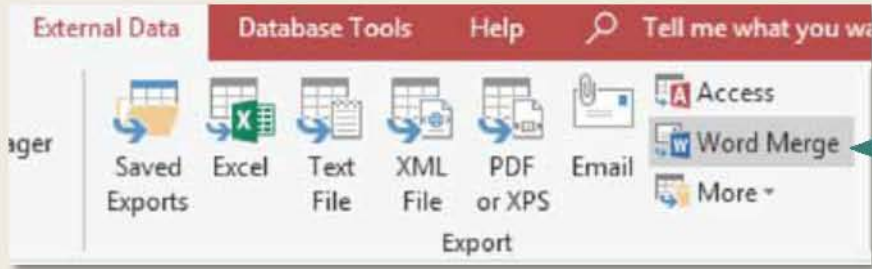 External Data Database Tools Help Tell me what you wa
ager
Saved Exports
Excel
Text File
XML File
PDF or XPS
Email
Access
Word Merge
More
Export